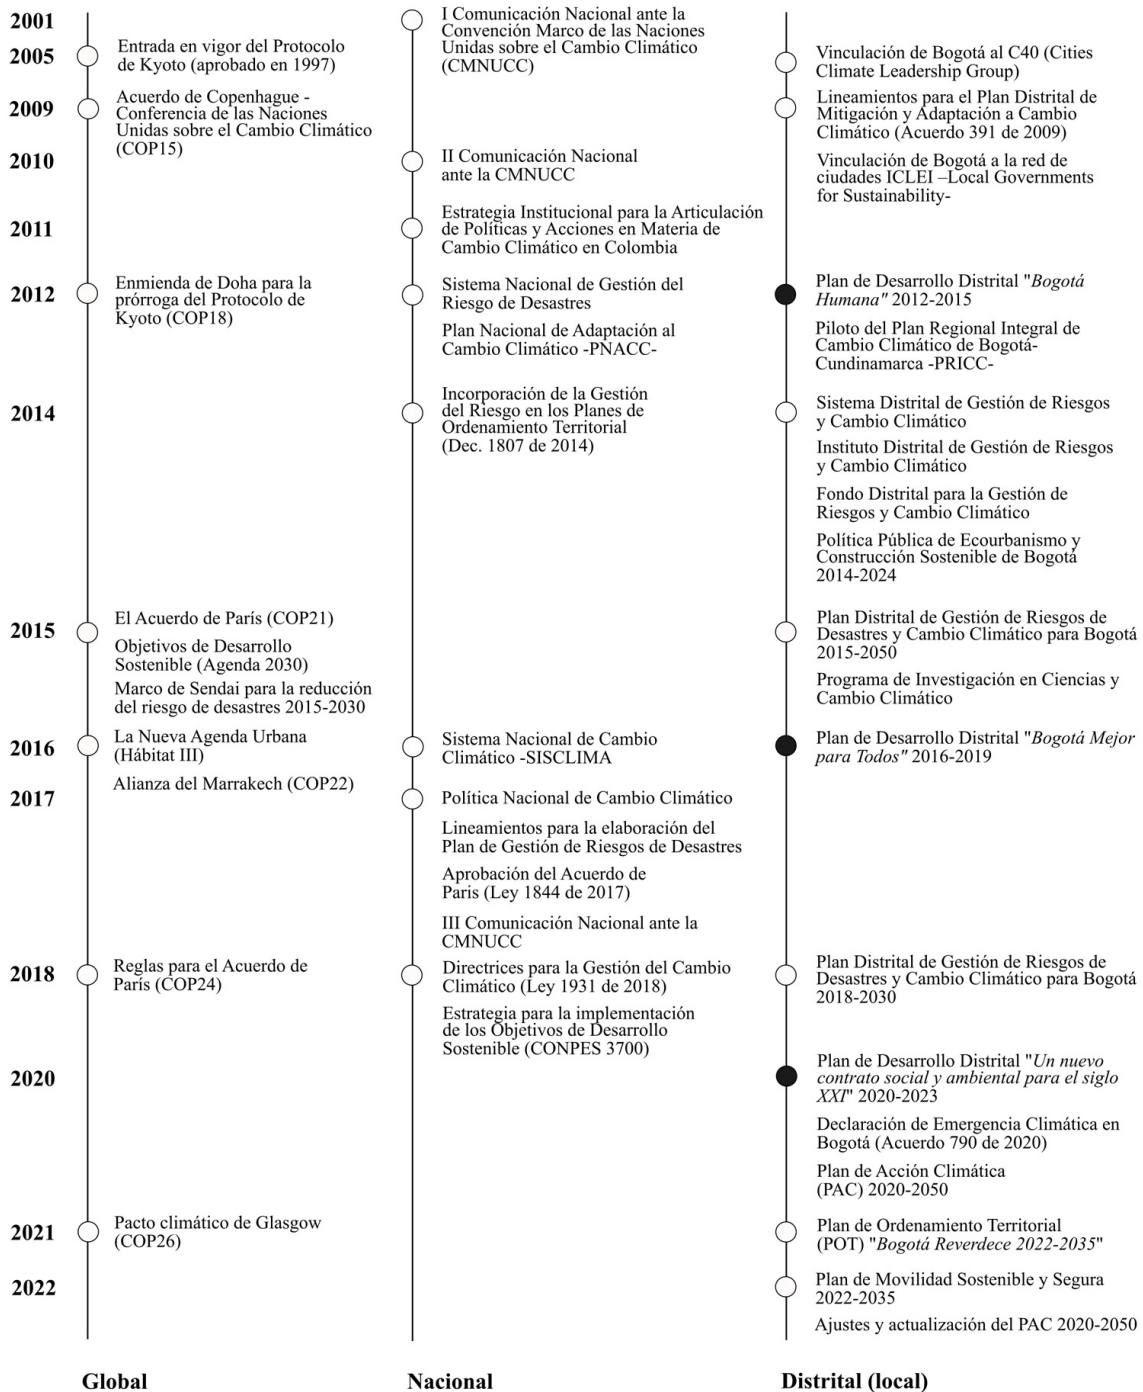 2001
I Comunicación Nacional ante la
Convención Marco de las Naciones
Unidas sobre el Cambio Climático
(CMNUCC)
2005
Entrada en vigor del Protocolo
de Kyoto (aprobado en 1997)
Vinculación de Bogotá al C40 (Cities
Climate Leadership Group)
2009
Acuerdo de Copenhague -
Conferencia de las Naciones
Unidas sobre el Cambio Climático
(COP15)
Lineamientos para el Plan Distrital de
Mitigación y Adaptación a Cambio
Climático (Acuerdo 391 de 2009)
2010
II Comunicación Nacional
ante la CMNUCC
Vinculación de Bogotá a la red de
ciudades ICLEI –Local Governments
for Sustainability-
2011
Estrategia Institucional para la Articulación
de Políticas y Acciones en Materia de
Cambio Climático en Colombia
2012
Enmienda de Doha para la
prórroga del Protocolo de
Kyoto (COP18)
Sistema Nacional de Gestión del
Riesgo de Desastres
Plan Nacional de Adaptación al
Cambio Climático -PNACC-
Plan de Desarrollo Distrital "Bogotá
Humana" 2012-2015
Piloto del Plan Regional Integral de
Cambio Climático de Bogotá-
Cundinamarca -PRICC-
2014
Incorporación de la Gestión
del Riesgo en los Planes de
Ordenamiento Territorial
(Dec. 1807 de 2014)
Sistema Distrital de Gestión de Riesgos
y Cambio Climático
Instituto Distrital de Gestión de Riesgos
y Cambio Climático
Fondo Distrital para la Gestión de
Riesgos y Cambio Climático
Política Pública de Ecourbanismo y
Construcción Sostenible de Bogotá
2014-2024
2015
El Acuerdo de París (COP21)
Objetivos de Desarrollo
Sostenible (Agenda 2030)
Marco de Sendai para la reducción
del riesgo de desastres 2015-2030
Plan Distrital de Gestión de Riesgos de
Desastres y Cambio Climático para Bogotá
2015-2050
Programa de Investigación en Ciencias y
Cambio Climático
2016
La Nueva Agenda Urbana
(Hábitat III)
Alianza del Marrakech (COP22)
Sistema Nacional de Cambio
Climático -SISCLIMA
Plan de Desarrollo Distrital "Bogotá Mejor
para Todos" 2016-2019
2017
Política Nacional de Cambio Climático
Lineamientos para la elaboración del
Plan de Gestión de Riesgos de Desastres
Aprobación del Acuerdo de
Paris (Ley 1844 de 2017)
III Comunicación Nacional ante la
CMNUCC
2018
Reglas para el Acuerdo de
París (COP24)
Directrices para la Gestión del Cambio
Climático (Ley 1931 de 2018)
Estrategia para la implementación
de los Objetivos de Desarrollo
Sostenible (CONPES 3700)
Plan Distrital de Gestión de Riesgos de
Desastres y Cambio Climático para Bogotá
2018-2030
2020
Plan de Desarrollo Distrital "Un nuevo
contrato social y ambiental para el siglo
XXI" 2020-2023
Declaración de Emergencia Climática en
Bogotá (Acuerdo 790 de 2020)
Plan de Acción Climática
(PAC) 2020-2050
2021
Pacto climático de Glasgow
(COP26)
Plan de Ordenamiento Territorial
(POT) "Bogotá Reverdece 2022-2035"
2022
Plan de Movilidad Sostenible y Segura
2022-2035
Ajustes y actualización del PAC 2020-2050
Global
Nacional
Distrital (local)